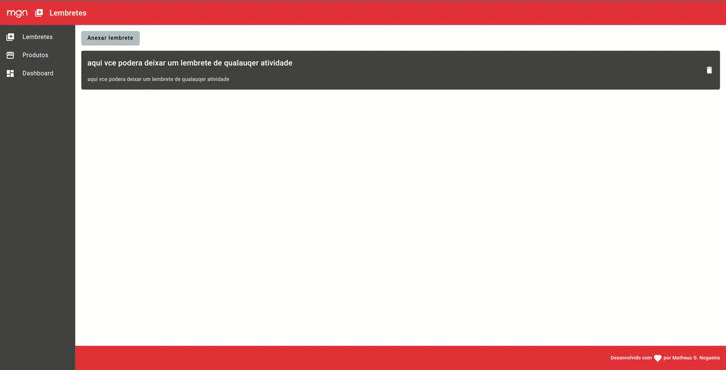 mgn Lembretes
Lembretes
Produtos
Dashboard
Anexar lembrete
aqui vce podera deixar um lembrete de qualauqer atividade
aqui vce podera deixar um lembrete de qualauqer atividade
Desenvolvido com por Matheus G. Nogueira